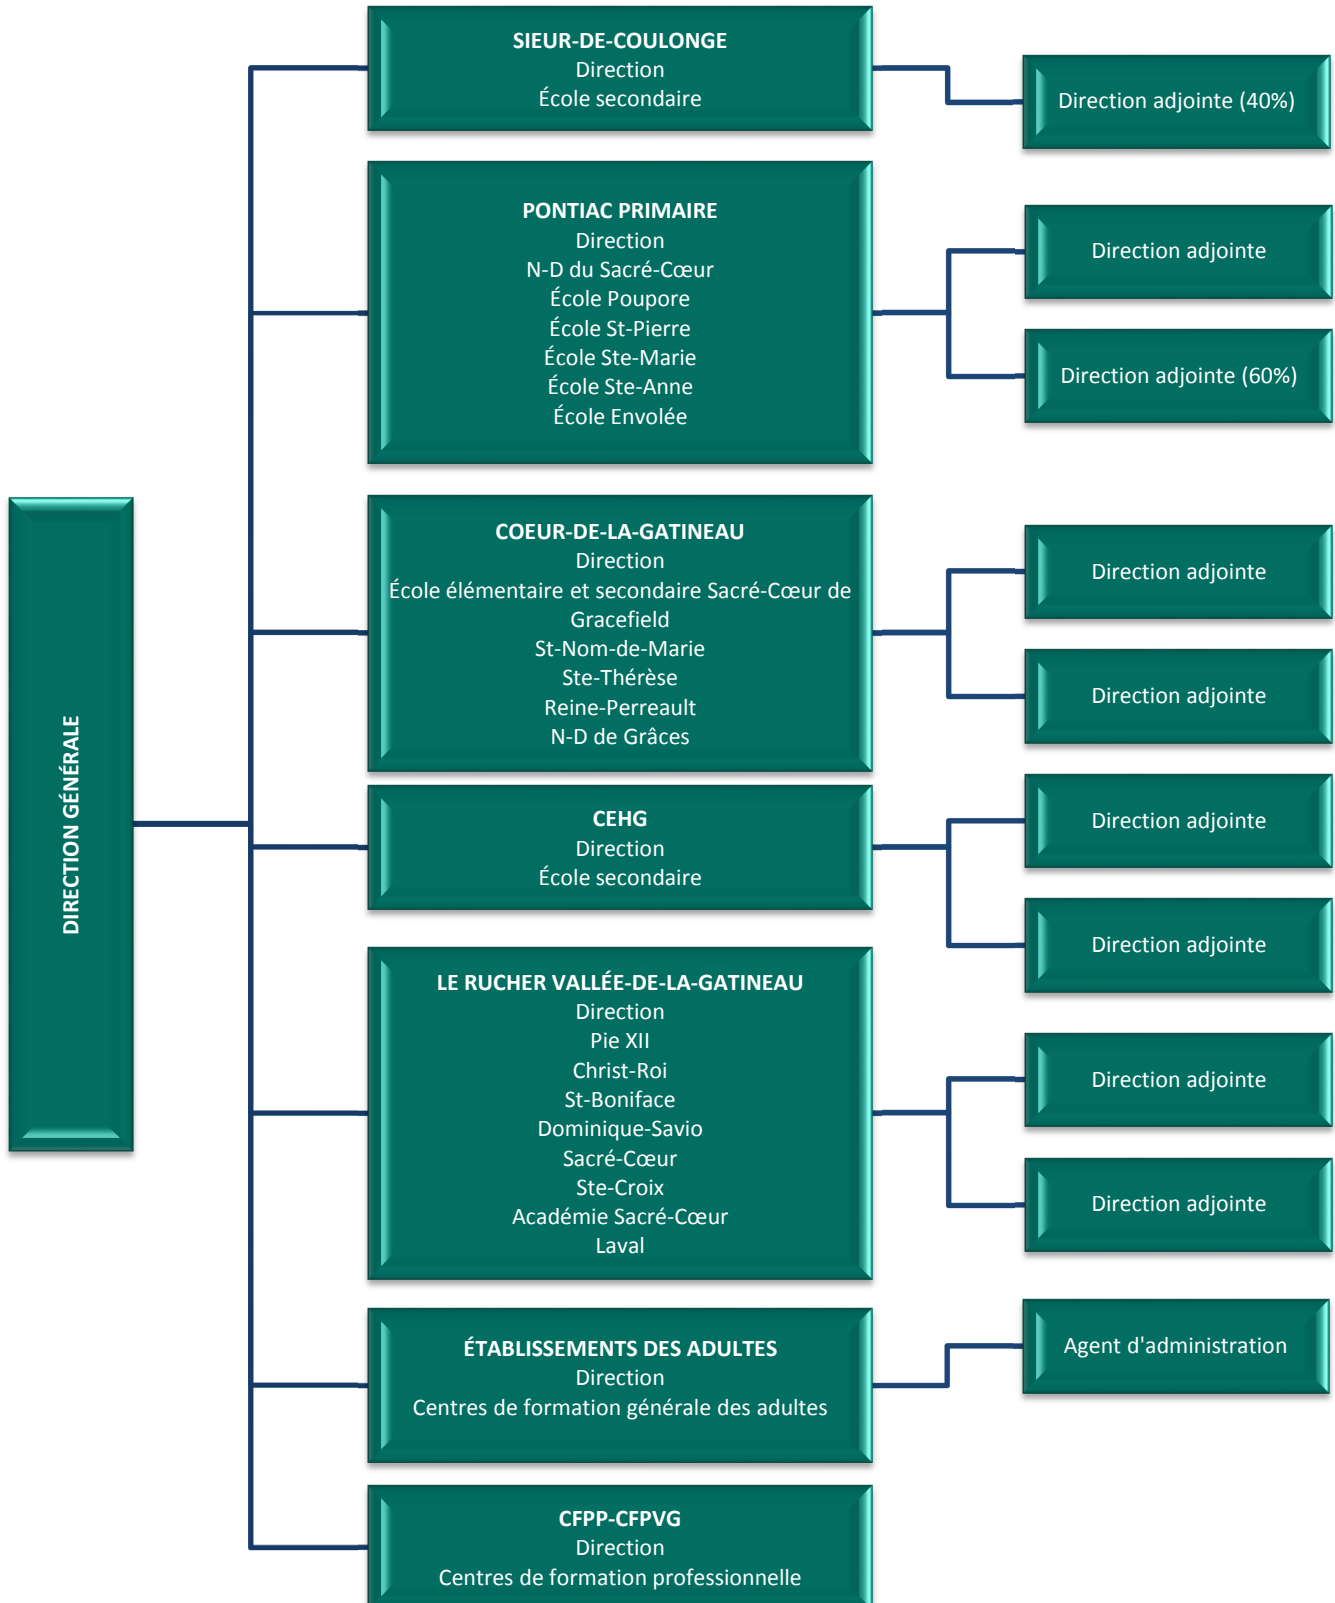 DIRECTION GÉNÉRALE
SIEUR-DE-COULONGE
Direction
École secondaire
Direction adjointe (40%)
PONTIAC PRIMAIRE
Direction
N-D du Sacré-Cœur
École Poupore
École St-Pierre
École Ste-Marie
École Ste-Anne
École Envolée
Direction adjointe
Direction adjointe (60%)
COEUR-DE-LA-GATINEAU
Direction
École élémentaire et secondaire Sacré-Cœur de
Gracefield
St-Nom-de-Marie
Ste-Thérèse
Reine-Perreault
N-D de Grâces
Direction adjointe
Direction adjointe
CEHG
Direction
École secondaire
Direction adjointe
Direction adjointe
LE RUCHER VALLÉE-DE-LA-GATINEAU
Direction
Pie XII
Christ-Roi
St-Boniface
Dominique-Savio
Sacré-Cœur
Ste-Croix
Académie Sacré-Cœur
Laval
Direction adjointe
Direction adjointe
ÉTABLISSEMENTS DES ADULTES
Direction
Centres de formation générale des adultes
Agent d'administration
CFPP-CFPVG
Direction
Centres de formation professionnelle